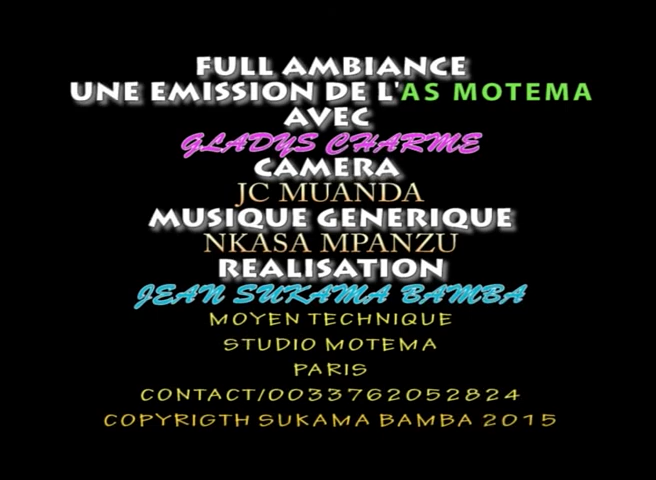 FULL AMBIANCE
UNE EMISSION DE L'AS MOTEMA
AVEC
GLADYS CHARME
CAMERA
JC MUANDA
MUSIQUE GENERIQUE
NKASA MPANZU
REALISATION
JEAN SUKAMA BAMBA
MOYEN TECHNIQUE
STUDIO MOTEMA
PARIS
CONTACT/0033762052824
COPYRIGTH SUKAMA BAMBA 2015